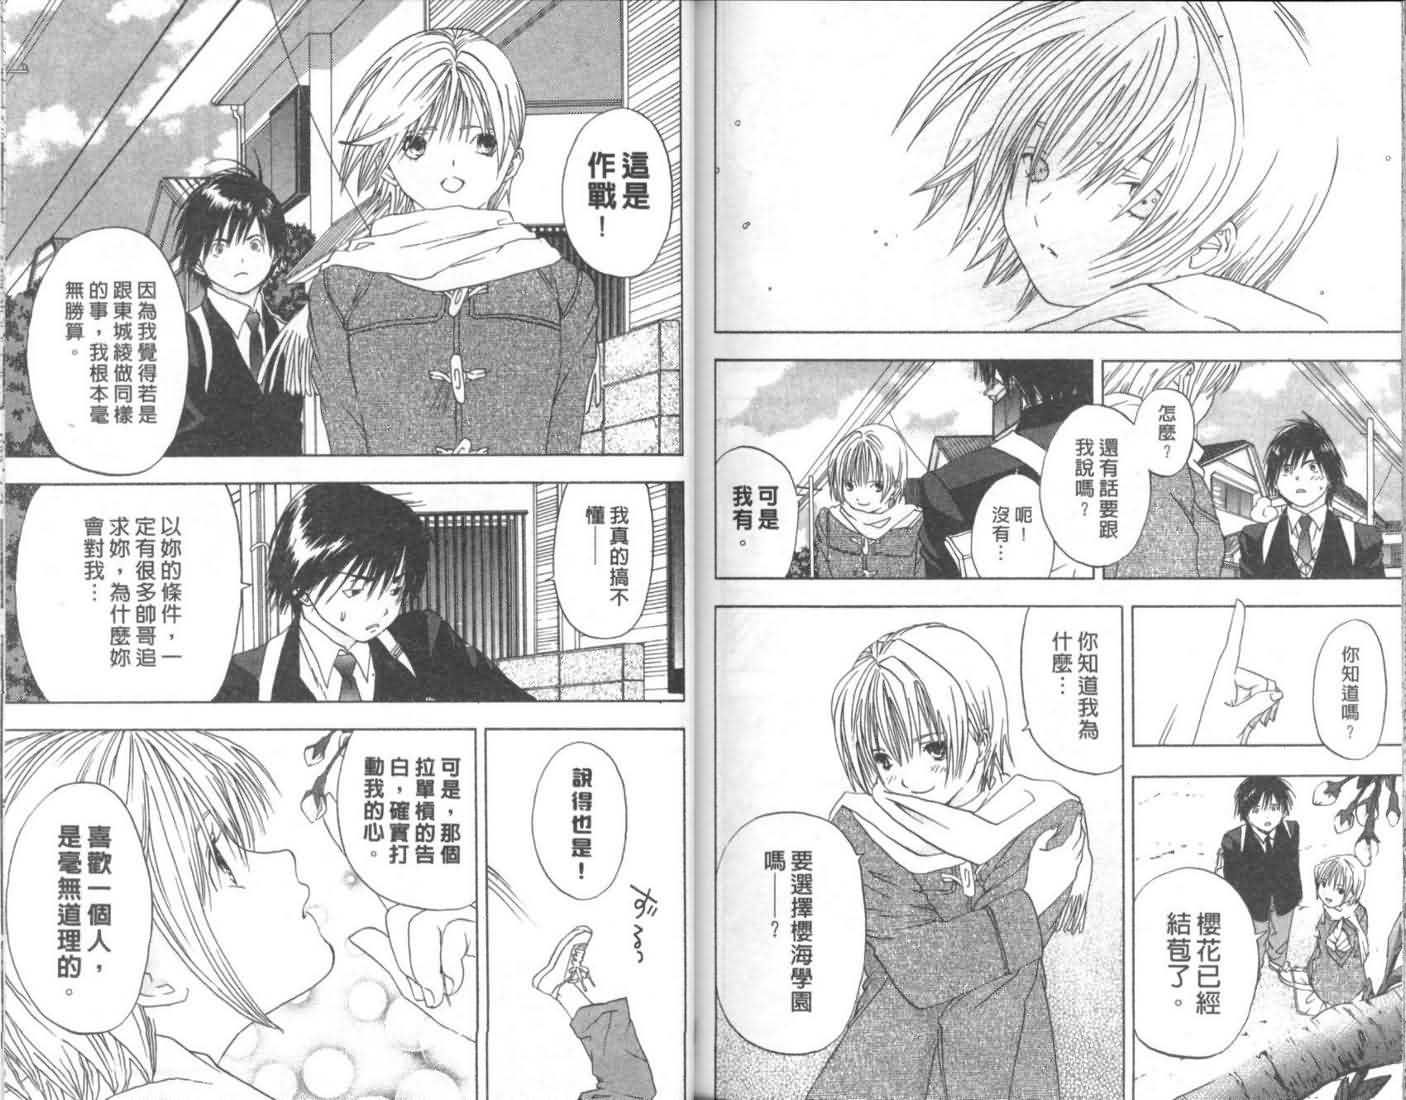 怎麼？
還有話要跟
我說嗎？
呃！
沒有…
可是
我有。
你知道嗎？
櫻花已經
結苞了。
你知道我為
什麼…
要選擇櫻海學園
嗎——？
這是
作戰！
因為我覺得若是
跟東城綾做同樣
的事，我根本毫
無勝算。
我真的搞不
懂——
以妳的條件，一
定有很多帥哥追
求妳，為什麼妳
會對我…
說得也是！
ずるっ
可是，那個
拉單槓的告
白，確實打
動我的心。
喜歡一個人，
是毫無道理的。